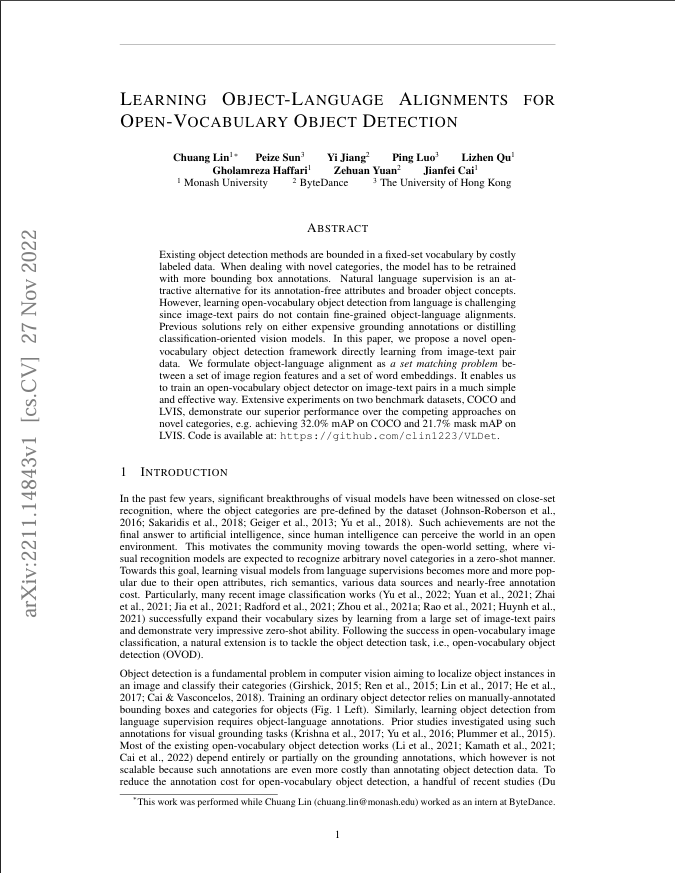 LEARNING OBJECT-LANGUAGE ALIGNMENTS FOR
OPEN-VOCABULARY OBJECT DETECTION
Chuang Lin¹* Peize Sun³ Yi Jiang² Ping Luo³ Lizhen Qu¹
Gholamreza Haffari¹ Zehuan Yuan² Jianfei Cai¹
¹ Monash University ² ByteDance ³ The University of Hong Kong
ABSTRACT
Existing object detection methods are bounded in a fixed-set vocabulary by costly
labeled data. When dealing with novel categories, the model has to be retrained
with more bounding box annotations. Natural language supervision is an at-
tractive alternative for its annotation-free attributes and broader object concepts.
However, learning open-vocabulary object detection from language is challenging
since image-text pairs do not contain fine-grained object-language alignments.
Previous solutions rely on either expensive grounding annotations or distilling
classification-oriented vision models. In this paper, we propose a novel open-
vocabulary object detection framework directly learning from image-text pair
data. We formulate object-language alignment as a set matching problem be-
tween a set of image region features and a set of word embeddings. It enables us
to train an open-vocabulary object detector on image-text pairs in a much simple
and effective way. Extensive experiments on two benchmark datasets, COCO and
LVIS, demonstrate our superior performance over the competing approaches on
novel categories, e.g. achieving 32.0% mAP on COCO and 21.7% mask mAP on
LVIS. Code is available at: https://github.com/clin1223/VLDet.
1 INTRODUCTION
In the past few years, significant breakthroughs of visual models have been witnessed on close-set
recognition, where the object categories are pre-defined by the dataset (Johnson-Roberson et al.,
2016; Sakaridis et al., 2018; Geiger et al., 2013; Yu et al., 2018). Such achievements are not the
final answer to artificial intelligence, since human intelligence can perceive the world in an open
environment. This motivates the community moving towards the open-world setting, where vi-
sual recognition models are expected to recognize arbitrary novel categories in a zero-shot manner.
Towards this goal, learning visual models from language supervisions becomes more and more pop-
ular due to their open attributes, rich semantics, various data sources and nearly-free annotation
cost. Particularly, many recent image classification works (Yu et al., 2022; Yuan et al., 2021; Zhai
et al., 2021; Jia et al., 2021; Radford et al., 2021; Zhou et al., 2021a; Rao et al., 2021; Huynh et al.,
2021) successfully expand their vocabulary sizes by learning from a large set of image-text pairs
and demonstrate very impressive zero-shot ability. Following the success in open-vocabulary image
classification, a natural extension is to tackle the object detection task, i.e., open-vocabulary object
detection (OVOD).
Object detection is a fundamental problem in computer vision aiming to localize object instances in
an image and classify their categories (Girshick, 2015; Ren et al., 2015; Lin et al., 2017; He et al.,
2017; Cai & Vasconcelos, 2018). Training an ordinary object detector relies on manually-annotated
bounding boxes and categories for objects (Fig. 1 Left). Similarly, learning object detection from
language supervision requires object-language annotations. Prior studies investigated using such
annotations for visual grounding tasks (Krishna et al., 2017; Yu et al., 2016; Plummer et al., 2015).
Most of the existing open-vocabulary object detection works (Li et al., 2021; Kamath et al., 2021;
Cai et al., 2022) depend entirely or partially on the grounding annotations, which however is not
scalable because such annotations are even more costly than annotating object detection data. To
reduce the annotation cost for open-vocabulary object detection, a handful of recent studies (Du
*This work was performed while Chuang Lin (chuang.lin@monash.edu) worked as an intern at ByteDance.
1
arXiv:2211.14843v1 [cs.CV] 27 Nov 2022